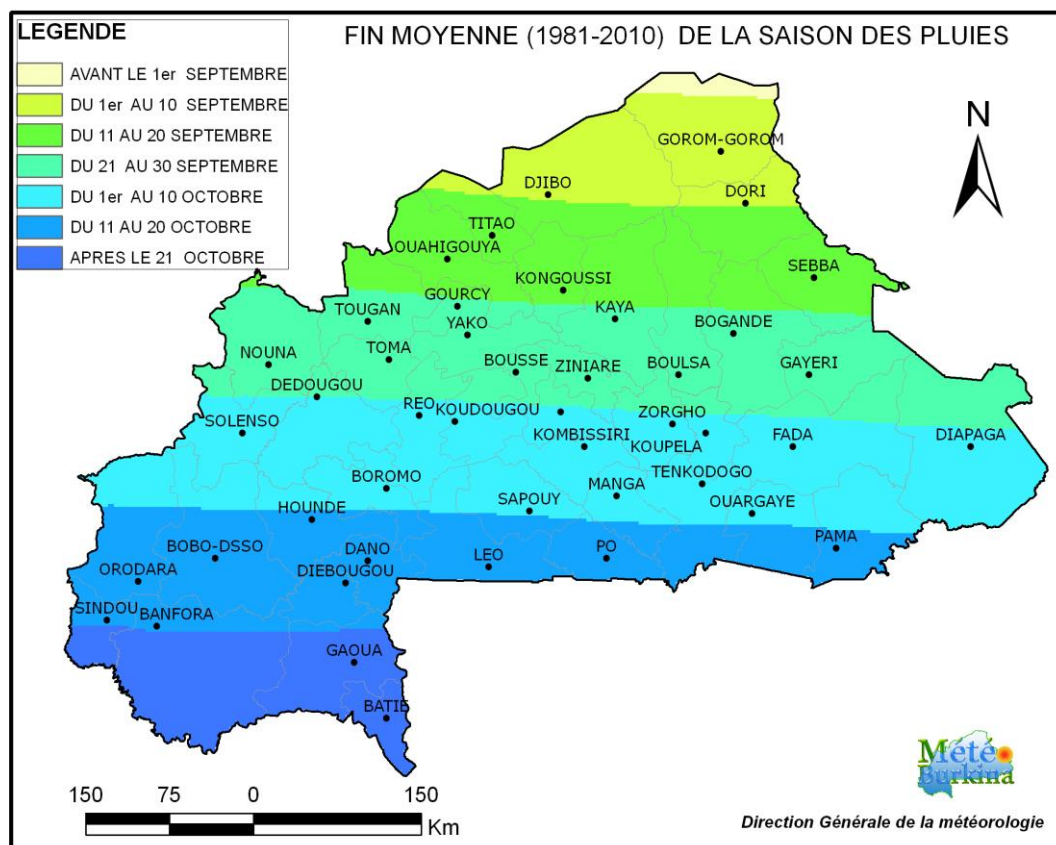 LEGENDE
AVANT LE 1er SEPTEMBRE
DU 1er AU 10 SEPTEMBRE
DU 11 AU 20 SEPTEMBRE
DU 21 AU 30 SEPTEMBRE
DU 1er AU 10 OCTOBRE
DU 11 AU 20 OCTOBRE
APRES LE 21 OCTOBRE
FIN MOYENNE (1981-2010) DE LA SAISON DES PLUIES
N
GOROM-GOROM
DJIBO
DORI
TITAO
OUAHIGOUYA
SEBBA
KONGOUSSI
GOURCY
KAYA
TOUGAN
YAKO
BOGANDE
TOMA
NOUNA
BOUSSE
ZINIARE
BOULSA
GAYERI
DEDOUGOU
REO
KOUDOUGOU
ZORGHO
SOLENSO
KOMBISSIRI
KOUPELA
FADA
DIAPAGA
BOROMO
MANGA
TENKODOGO
HOUNDE
SAPOUY
OUARGAYE
BOBO-DSSO
DANO
LEO
PO
PAMA
ORODARA
DIEBOUGOU
SINDOU
BANFORA
GAOUA
BATIE
150 75 0 150
Km
Météo
Burkina
Direction Générale de la météorologie